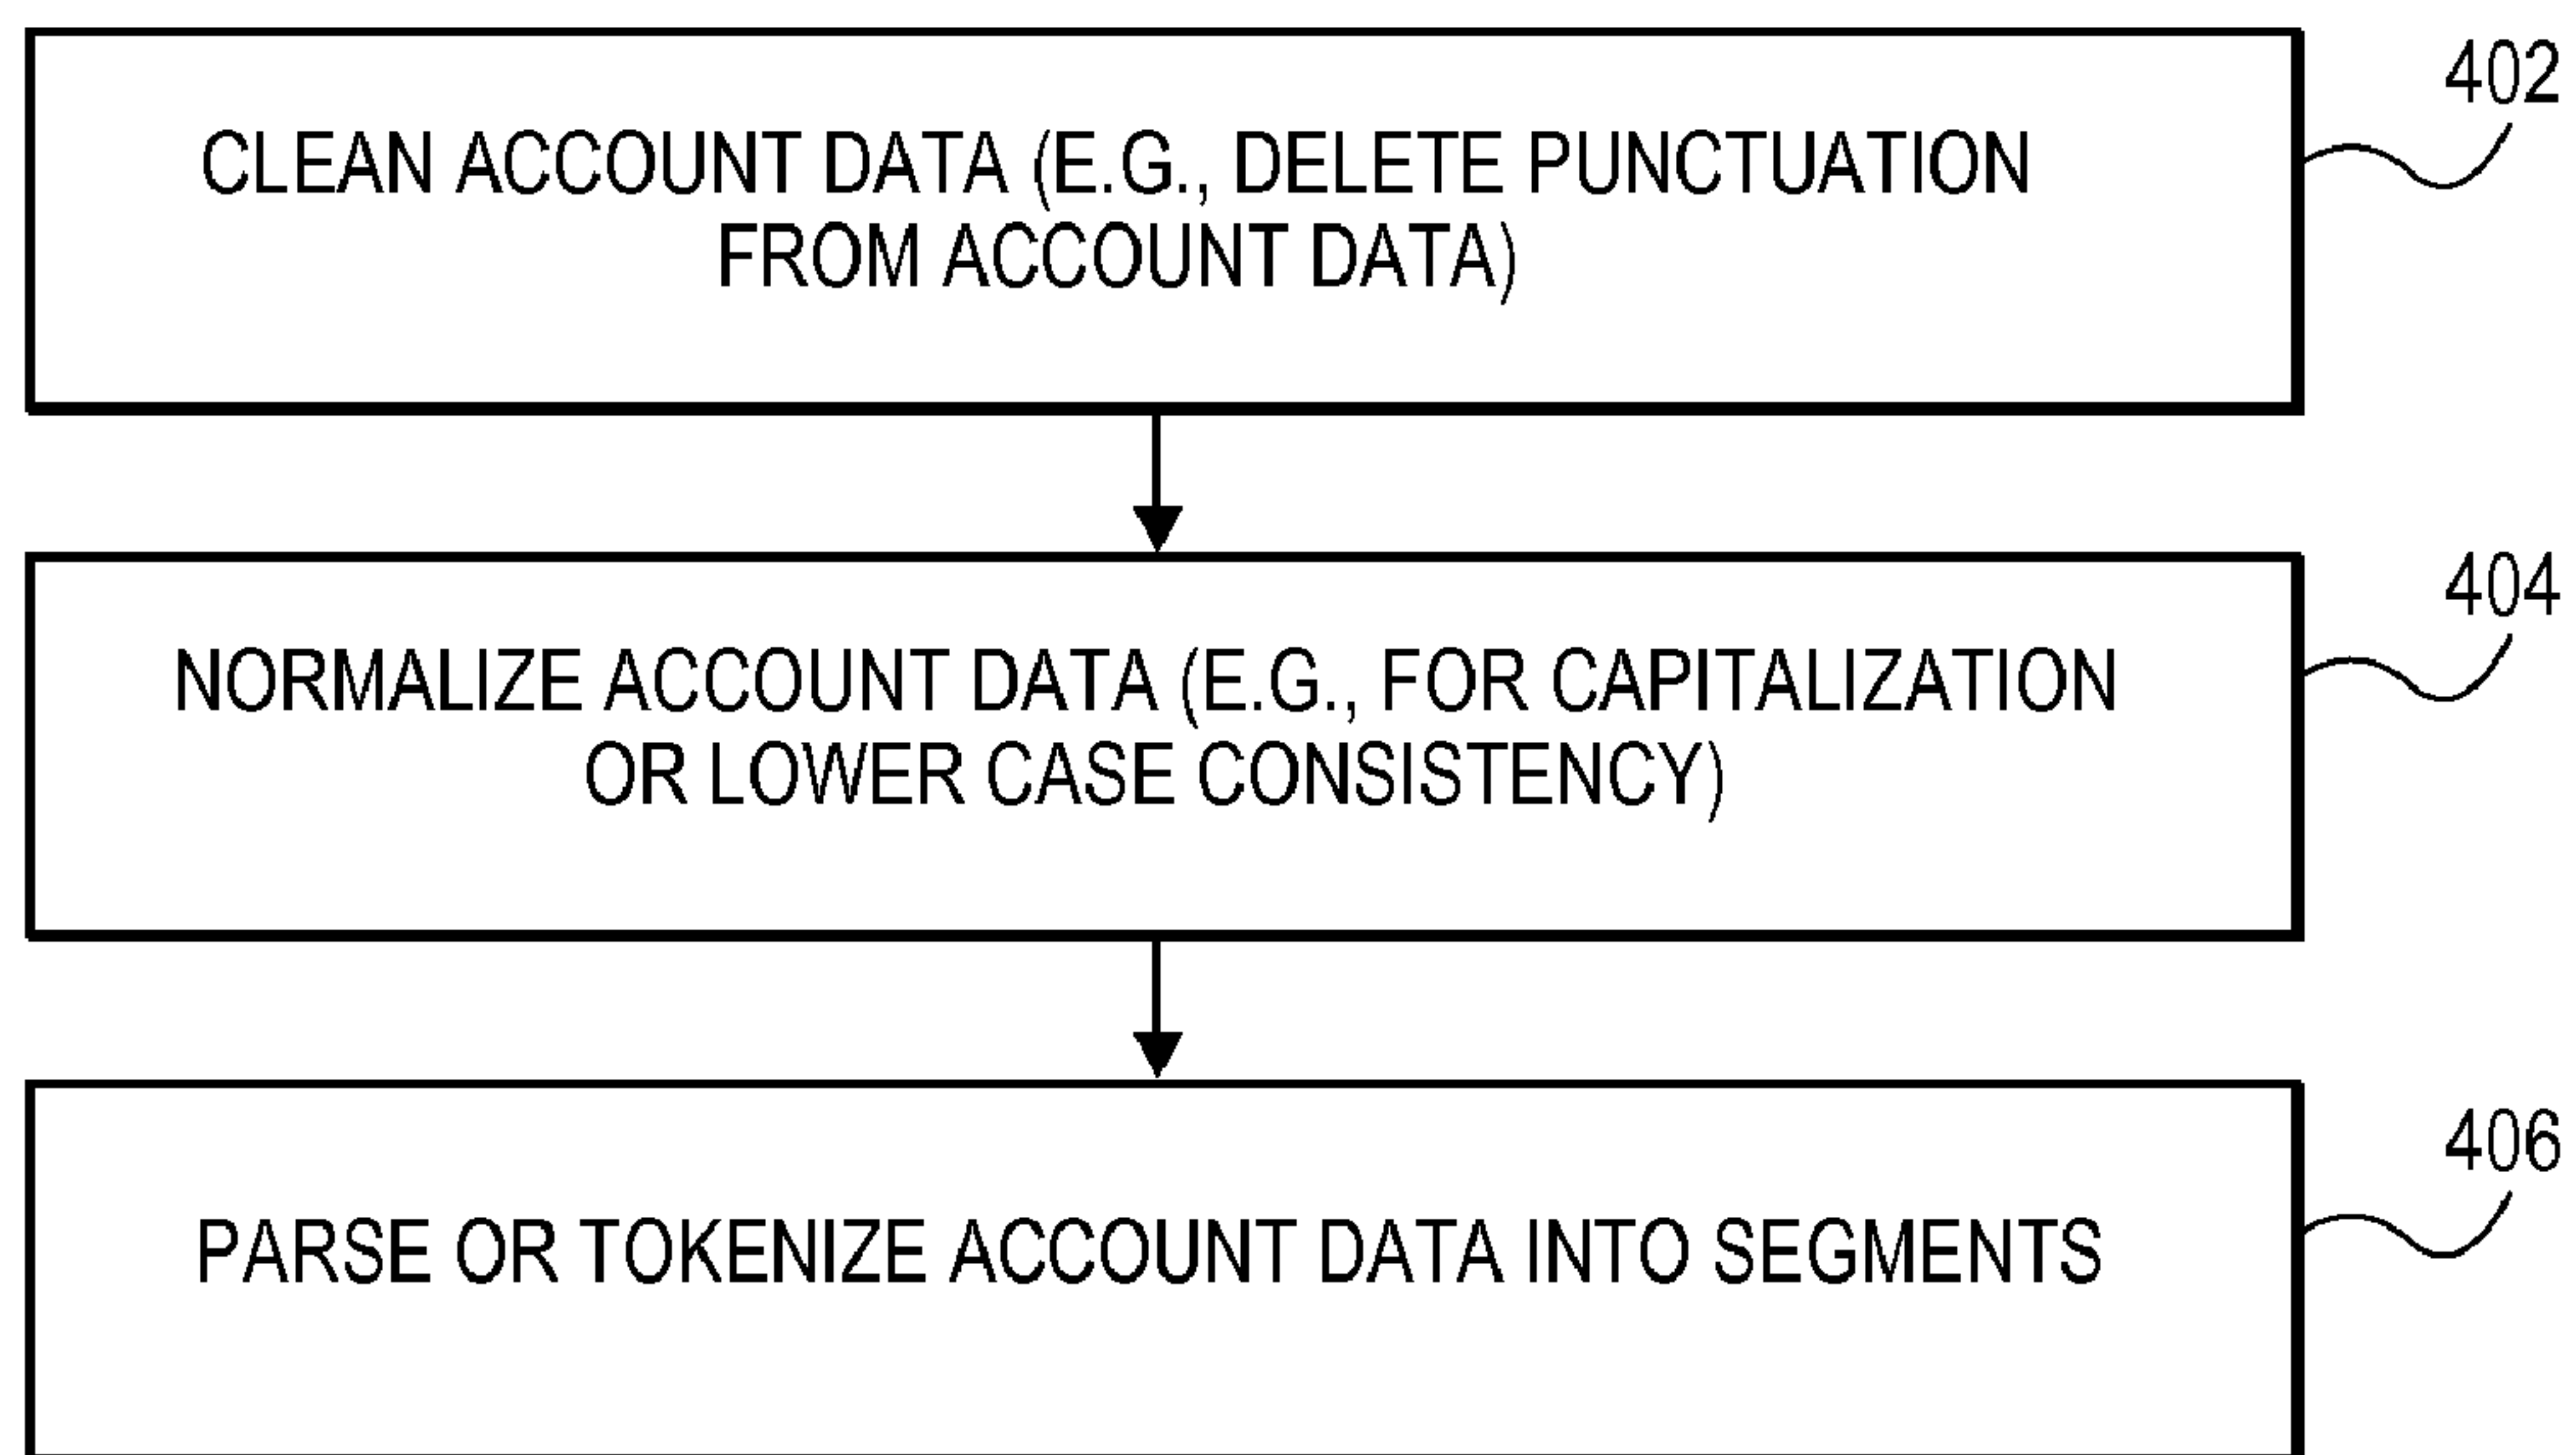 402
CLEAN ACCOUNT DATA (E.G., DELETE PUNCTUATION
FROM ACCOUNT DATA)
404
NORMALIZE ACCOUNT DATA (E.G., FOR CAPITALIZATION
OR LOWER CASE CONSISTENCY)
406
PARSE OR TOKENIZE ACCOUNT DATA INTO SEGMENTS